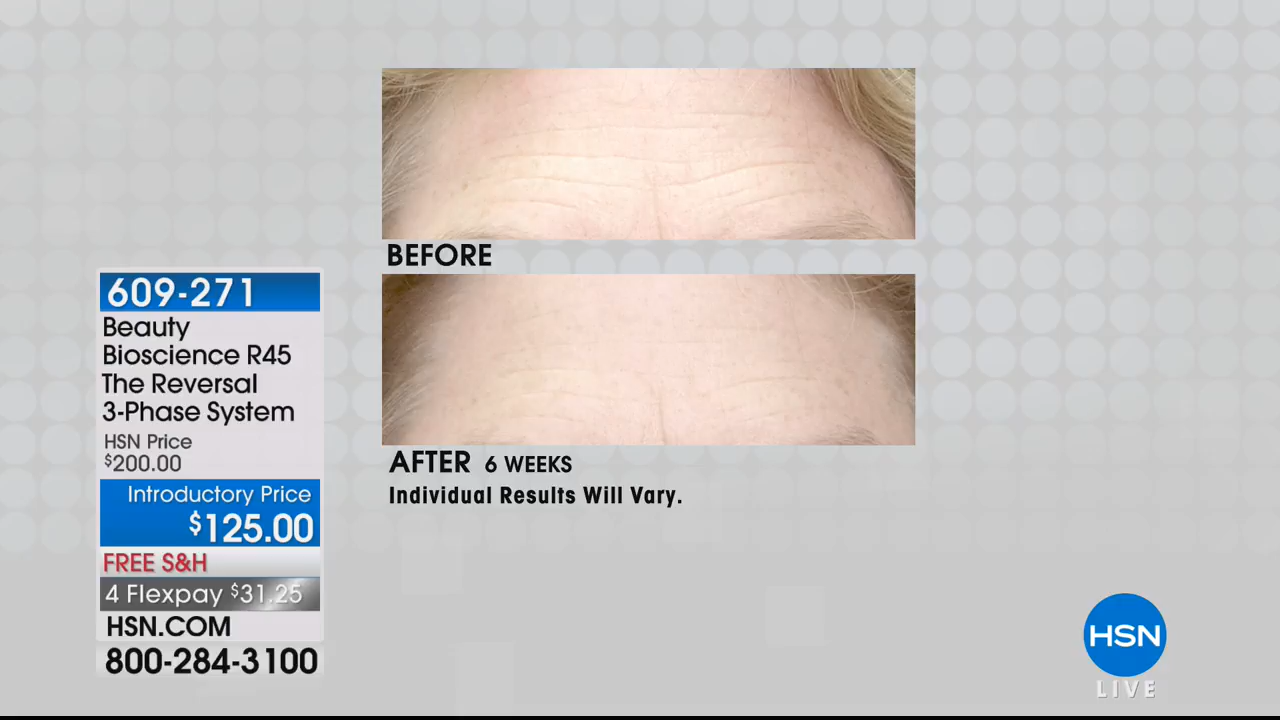 BEFORE
AFTER 6 WEEKS
Individual Results Will Vary.
609-271
Beauty
Bioscience R45
The Reversal
3-Phase System
HSN Price
$200.00
Introductory Price
$125.00
FREE S&H
4 Flexpay $31.25
HSN.COM
800-284-3100
HSN
LIVE